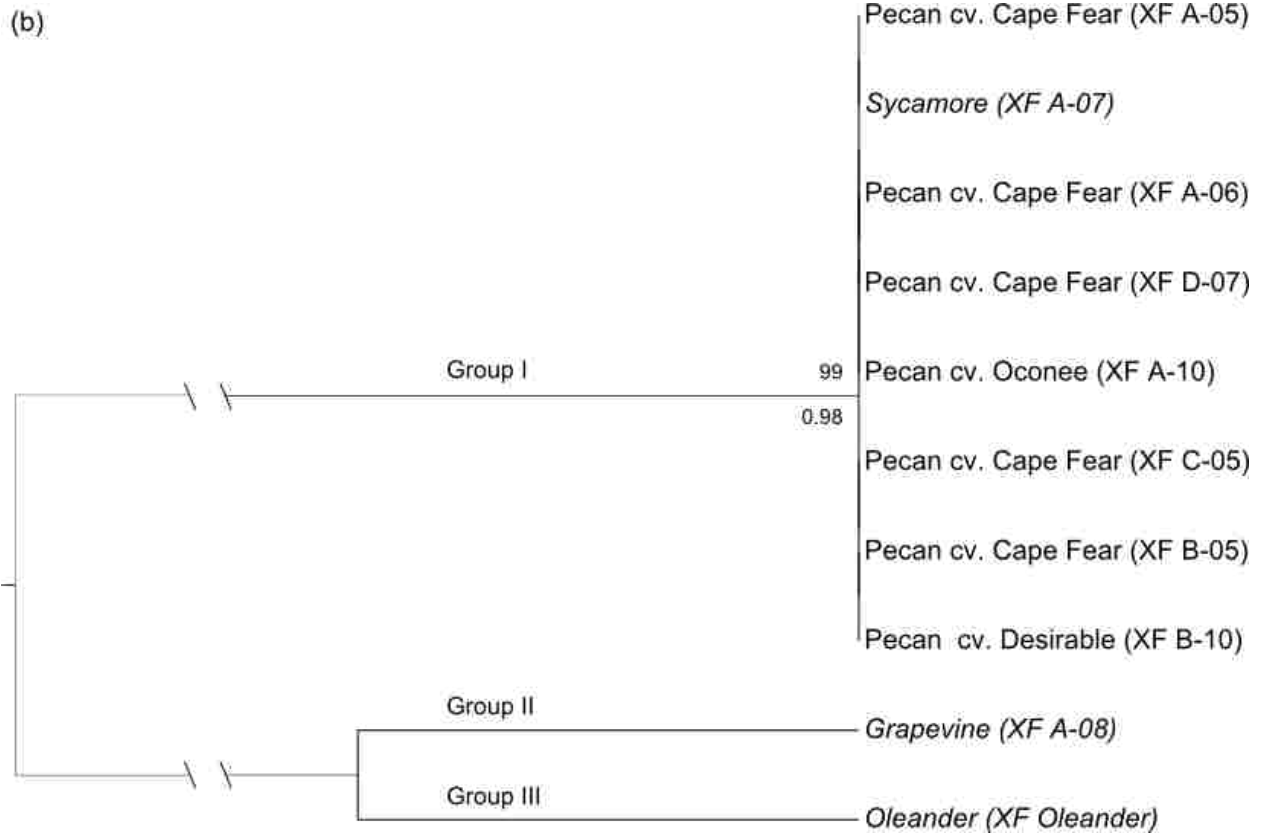 (b)
Pecan cv. Cape Fear (XF A-05)
Sycamore (XF A-07)
Pecan cv. Cape Fear (XF A-06)
Pecan cv. Cape Fear (XF D-07)
Group I
99
Pecan cv. Oconee (XF A-10)
0.98
Pecan cv. Cape Fear (XF C-05)
Pecan cv. Cape Fear (XF B-05)
Pecan cv. Desirable (XF B-10)
Group II
Grapevine (XF A-08)
Group III
Oleander (XF Oleander)